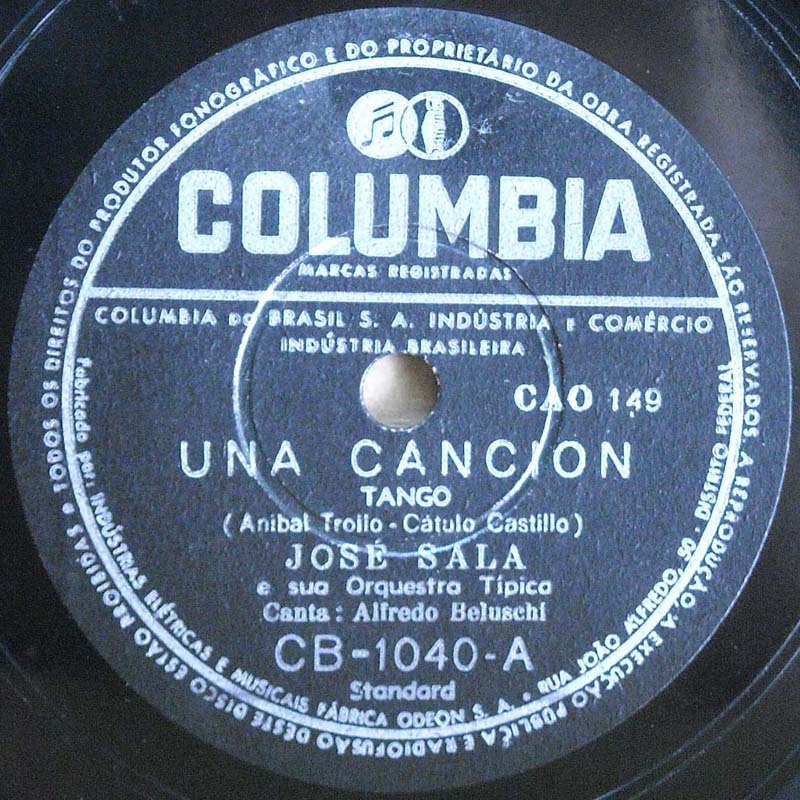 TODOS OS DIREITOS DO PRODUTOR FONOGRÁFICO E DO PROPRIETÁRIO DA OBRA REGISTRADA SÃO RESERVADOS. A REPRODUÇÃO, A EXECUÇÃO PÚBLICA E RADIOFUSÃO DESTE DISCO ESTÃO PROIBIDAS
COLUMBIA
MARCAS REGISTRADAS
COLUMBIA DO BRASIL S. A. INDÚSTRIA E COMÉRCIO
INDÚSTRIA BRASILEIRA
CAO 149
UNA CANCION
TANGO
(Anibal Troilo - Cátulo Castillo)
JOSÉ SALA
e sua Orquestra Típica
Canta: Alfredo Beluschi
CB-1040-A
Standard
Fabricado por: INDÚSTRIAS ELÉTRICAS E MUSICAIS FÁBRICA ODEON S. A. - RUA JOÃO ALFREDO, 50 - DISTRITO FEDERAL